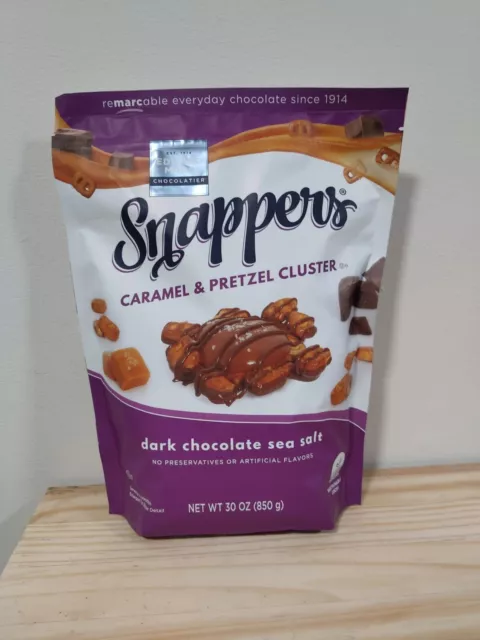 remarcable everyday chocolate since 1914
CHOCOLATIER
Snappers®
CARAMEL & PRETZEL CLUSTER
dark chocolate sea salt
NO PRESERVATIVES OR ARTIFICIAL FLAVORS
NET WT 30 OZ (850 g)